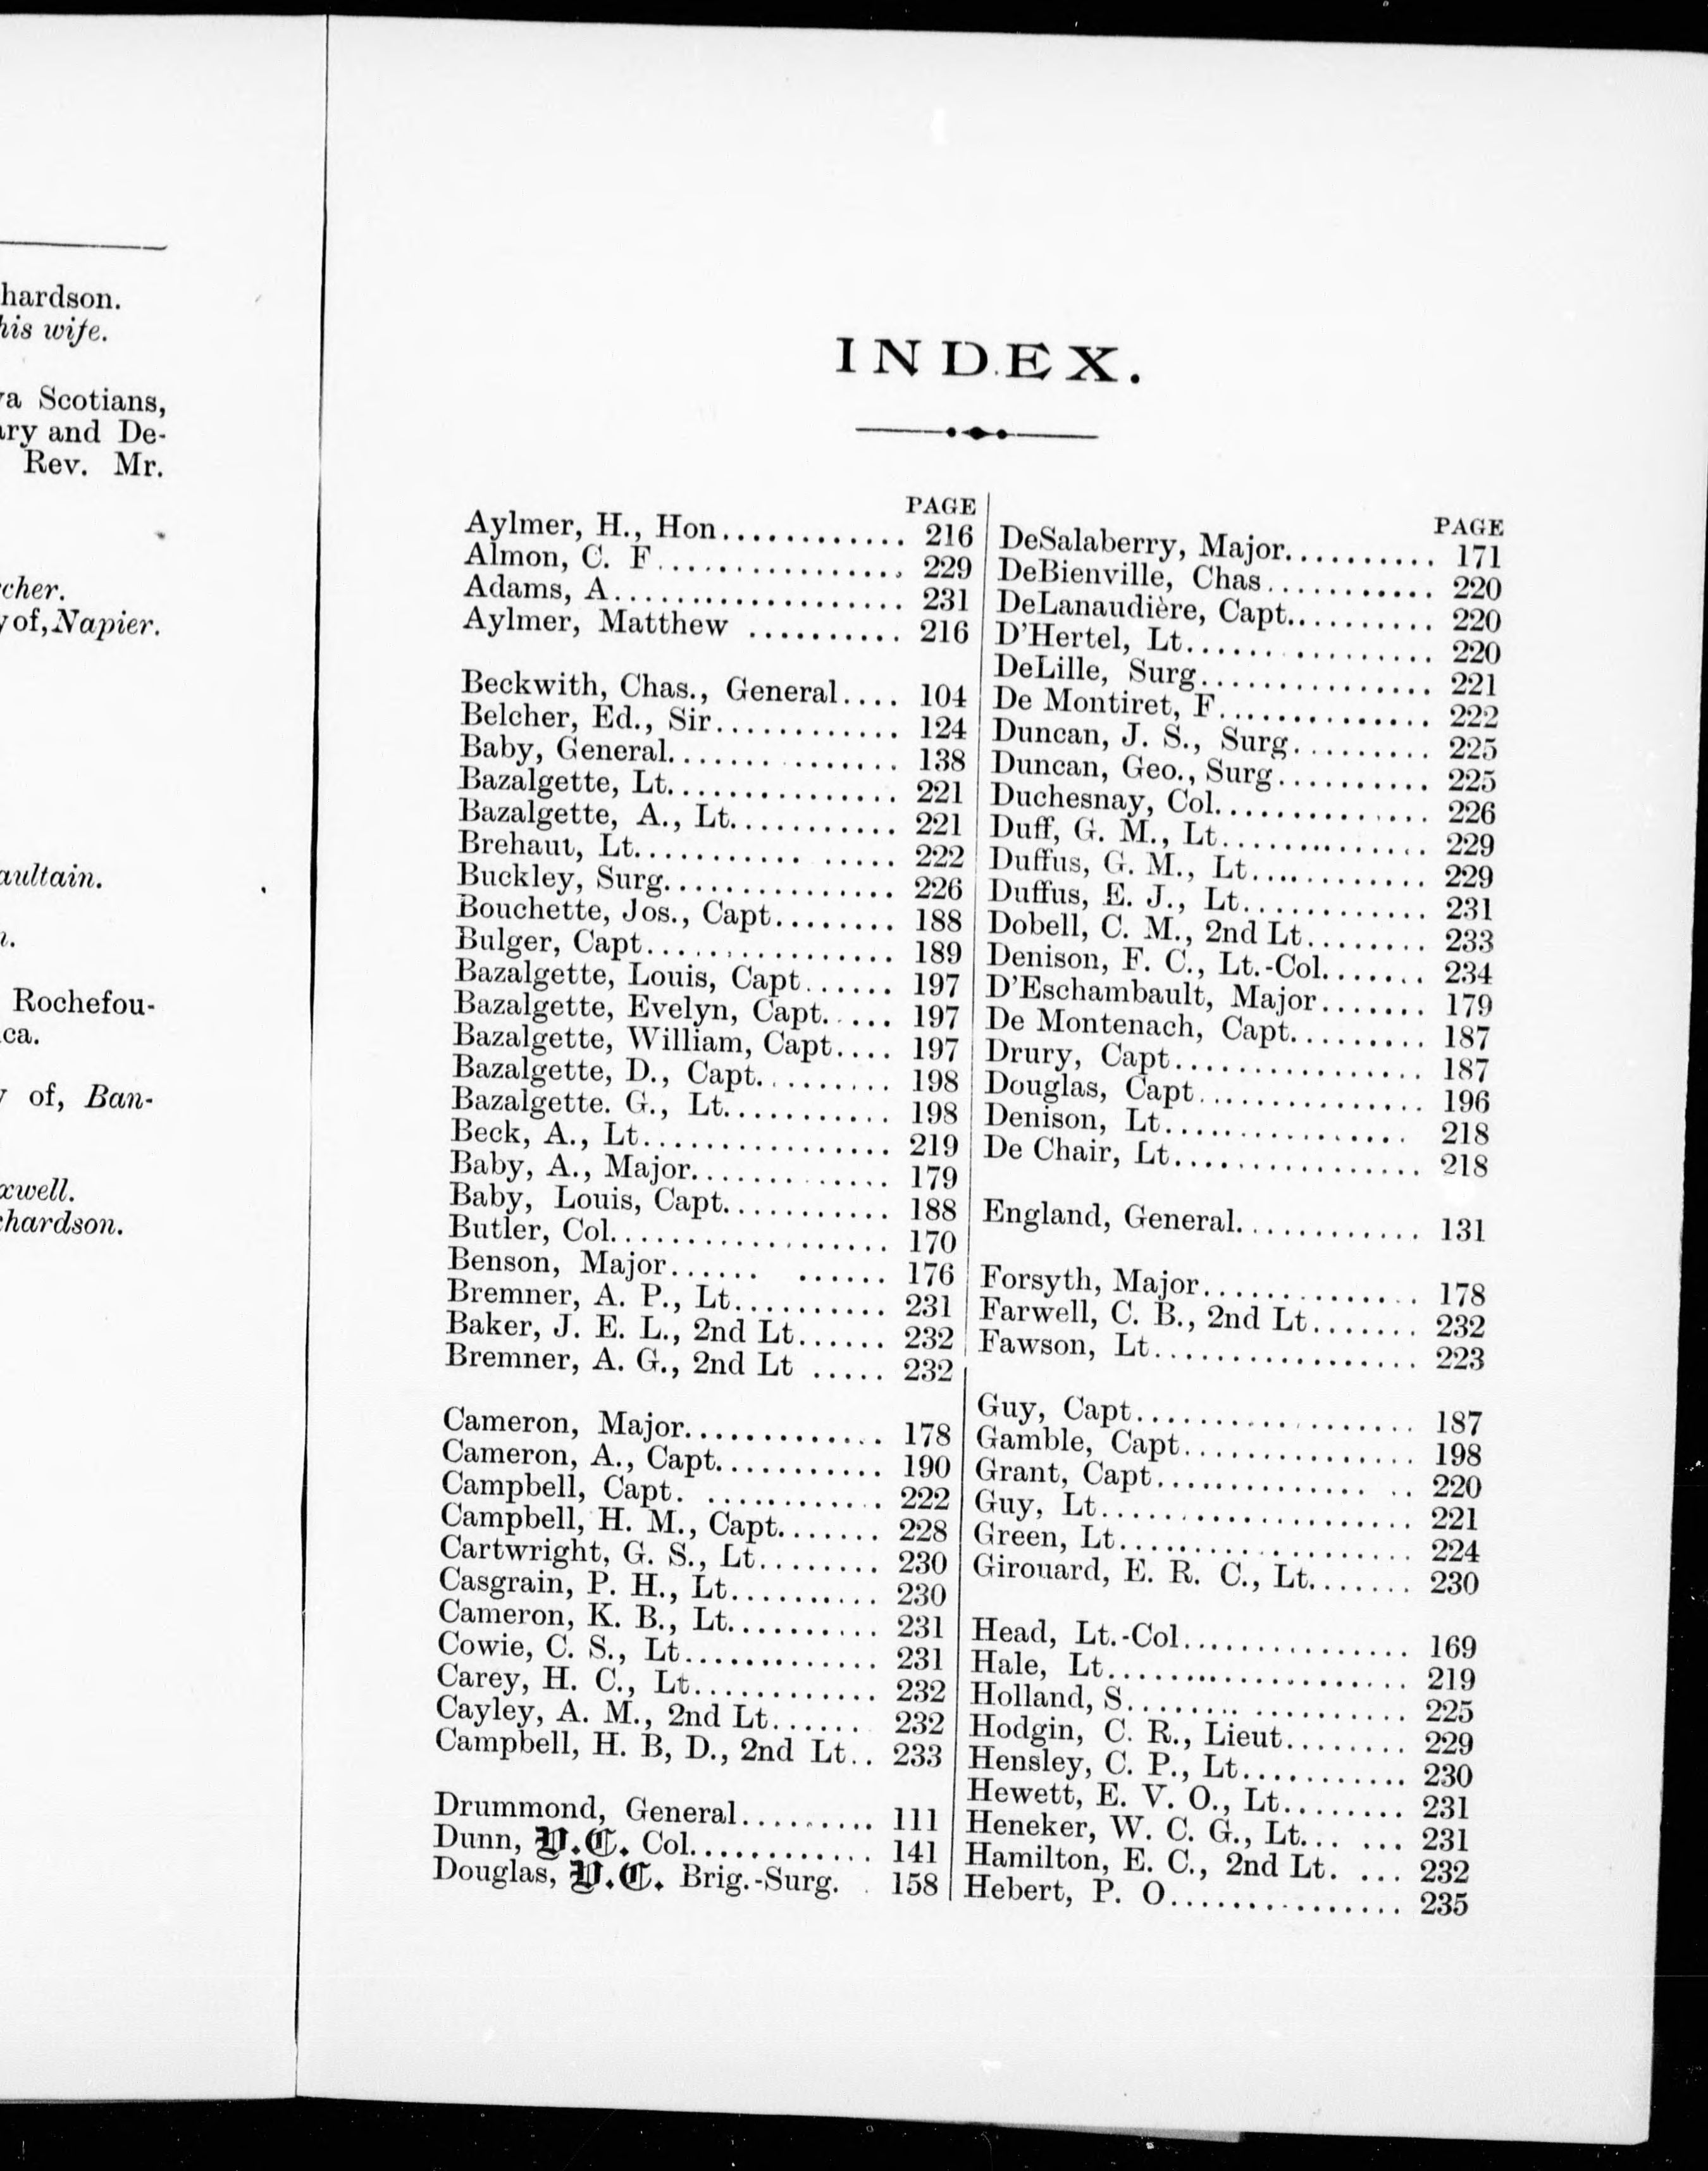 hardson.
his wife.
a Scotians,
ary and De-
Rev. Mr.
cher.
y of, Napier.
aultain.
n.
Rochefou-
ca.
of, Ban-
xwell.
hardson.
INDEX.
PAGE
Aylmer, H., Hon............ 216
Almon, C. F................ 229
Adams, A................... 231
Aylmer, Matthew .......... 216
Beckwith, Chas., General.... 104
Belcher, Ed., Sir............ 124
Baby, General.............. 138
Bazalgette, Lt............... 221
Bazalgette, A., Lt........... 221
Brehaut, Lt.......... ..... 222
Buckley, Surg............... 226
Bouchette, Jos., Capt........ 188
Bulger, Capt................ 189
Bazalgette, Louis, Capt...... 197
Bazalgette, Evelyn, Capt..... 197
Bazalgette, William, Capt.... 197
Bazalgette, D., Capt......... 198
Bazalgette. G., Lt........... 198
Beck, A., Lt................ 219
Baby, A., Major............. 179
Baby, Louis, Capt........... 188
Butler, Col.................. 170
Benson, Major...... ...... 176
Bremner, A. P., Lt.......... 231
Baker, J. E. L., 2nd Lt...... 232
Bremner, A. G., 2nd Lt ..... 232
Cameron, Major............. 178
Cameron, A., Capt........... 190
Campbell, Capt. ........... 222
Campbell, H. M., Capt....... 228
Cartwright, G. S., Lt........ 230
Casgrain, P. H., Lt.......... 230
Cameron, K. B., Lt.......... 231
Cowie, C. S., Lt............. 231
Carey, H. C., Lt............ 232
Cayley, A. M., 2nd Lt...... 232
Campbell, H. B, D., 2nd Lt.. 233
Drummond, General......... 111
Dunn, V.C. Col............ 141
Douglas, V.C. Brig.-Surg. . 158
PAGE
DeSalaberry, Major.......... 171
DeBienville, Chas........... 220
DeLanaudière, Capt.......... 220
D'Hertel, Lt................ 220
DeLille, Surg............... 221
De Montiret, F.............. 222
Duncan, J. S., Surg......... 225
Duncan, Geo., Surg.......... 225
Duchesnay, Col.............. 226
Duff, G. M., Lt............. 229
Duffus, G. M., Lt........... 229
Duffus, E. J., Lt............ 231
Dobell, C. M., 2nd Lt........ 233
Denison, F. C., Lt.-Col....... 234
D'Eschambault, Major....... 179
De Montenach, Capt......... 187
Drury, Capt................ 187
Douglas, Capt............... 196
Denison, Lt................ 218
De Chair, Lt................ 218
England, General............ 131
Forsyth, Major.............. 178
Farwell, C. B., 2nd Lt....... 232
Fawson, Lt................. 223
Guy, Capt.................. 187
Gamble, Capt............... 198
Grant, Capt.............. .. 220
Guy, Lt.................... 221
Green, Lt................... 224
Girouard, E. R. C., Lt....... 230
Head, Lt.-Col............... 169
Hale, Lt.................... 219
Holland, S........ .......... 225
Hodgin, C. R., Lieut........ 229
Hensley, C. P., Lt........... 230
Hewett, E. V. O., Lt........ 231
Heneker, W. C. G., Lt... ... 231
Hamilton, E. C., 2nd Lt. ... 232
Hebert, P. O............... 235